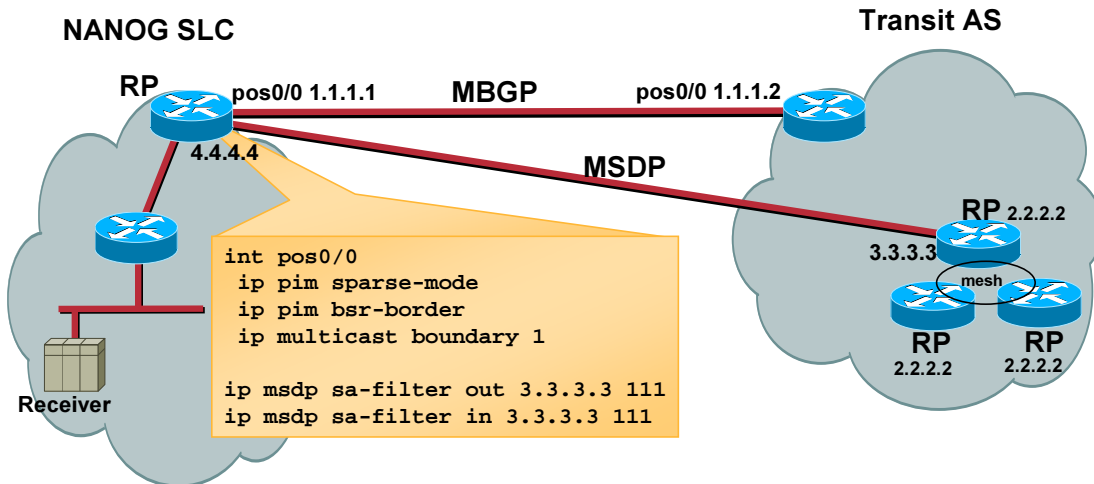 NANOG SLC
Transit AS
RP
pos0/0 1.1.1.1
MBGP
pos0/0 1.1.1.2
4.4.4.4
MSDP
RP 2.2.2.2
3.3.3.3
mesh
RP
2.2.2.2
RP
2.2.2.2
int pos0/0
ip pim sparse-mode
ip pim bsr-border
ip multicast boundary 1
ip msdp sa-filter out 3.3.3.3 111
ip msdp sa-filter in 3.3.3.3 111
Receiver